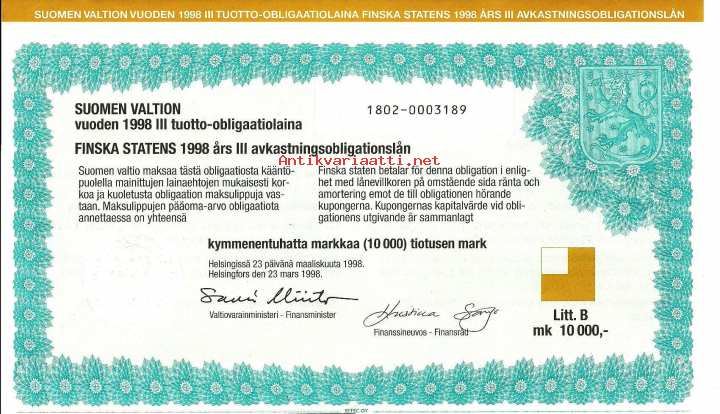 SUOMEN VALTION VUODEN 1998 III TUOTTO-OBLIGAATIOLAINA FINSKA STATENS 1998 ÅRS III AVKASTNINGSOBLIGATIONSLÅN
SUOMEN VALTION
vuoden 1998 III tuotto-obligaatiolaina
1802-0003189
FINSKA STATENS 1998 års III avkastningsobligationslån
Antikvariaatti.net
Suomen valtio maksaa tästä obligaatiosta kääntö-
puolella mainittujen lainaehtojen mukaisesti kor-
koa ja kuoletusta obligaation maksulippuja vas-
taan. Maksulippujen pääoma-arvo obligaatiota
annettaessa on yhteensä
Finska staten betalar för denna obligation i enlig-
het med lånevillkoren på omstående sida ränta och
amortering emot de till obligationen hörande
kupongerna. Kupongernas kapitalvärde vid obli-
gationens utgivande är sammanlagt
kymmenentuhatta markkaa (10 000) tiotusen mark
Helsingissä 23 päivänä maaliskuuta 1998.
Helsingfors den 23 mars 1998.
Valtiovarainministeri - Finansminister
Finanssineuvos - Finansråd
Litt. B
mk 10 000,-
SETEC OY